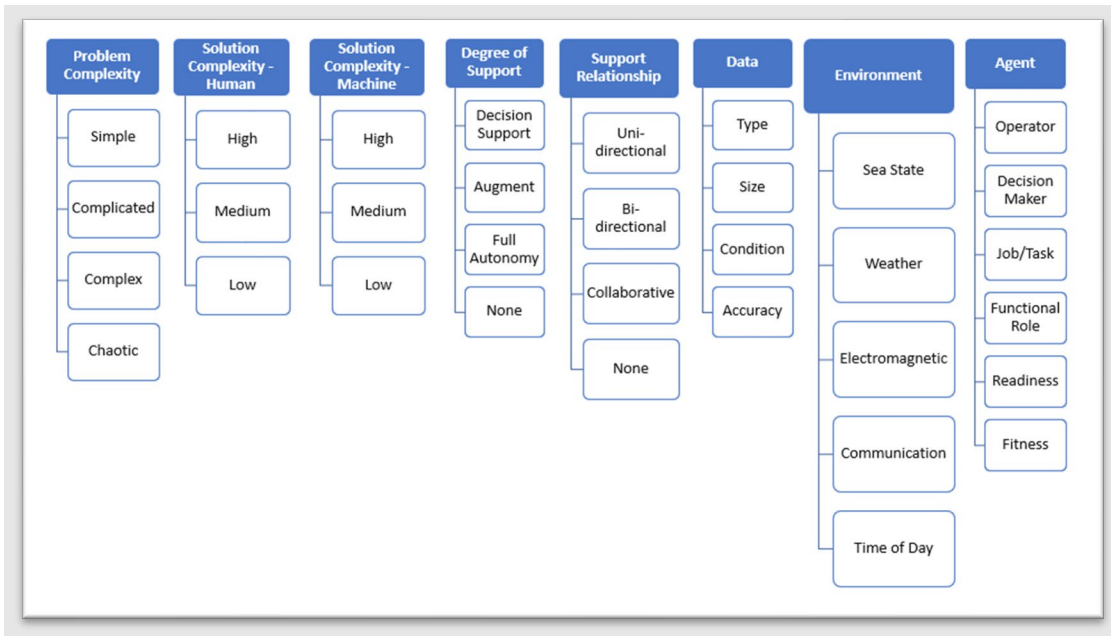 Problem
Complexity
Simple
Complicated
Complex
Chaotic
Solution
Complexity -
Human
High
Medium
Low
Solution
Complexity -
Machine
High
Medium
Low
Degree of
Support
Decision
Support
Augment
Full
Autonomy
None
Support
Relationship
Uni-
directional
Bi-
directional
Collaborative
None
Data
Type
Size
Condition
Accuracy
Environment
Sea State
Weather
Electromagnetic
Communication
Time of Day
Agent
Operator
Decision
Maker
Job/Task
Functional
Role
Readiness
Fitness